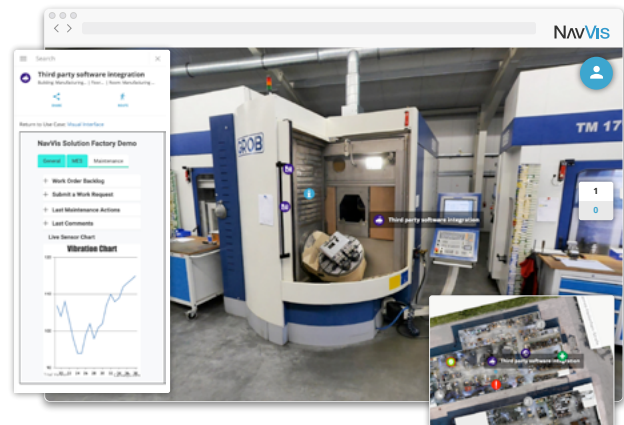 NavVis
Search
Third party software integration
Return to Use Case: Visual Interface
NavVis Solution Factory Demo
General
MES
Maintenance
+ Work Order Backlog
+ Submit a Work Request
+ Last Maintenance Actions
+ Last Comments
Live Sensor Chart
Vibration Chart
GROB
TM 17
1
0
Third party software integration
Third party software integration